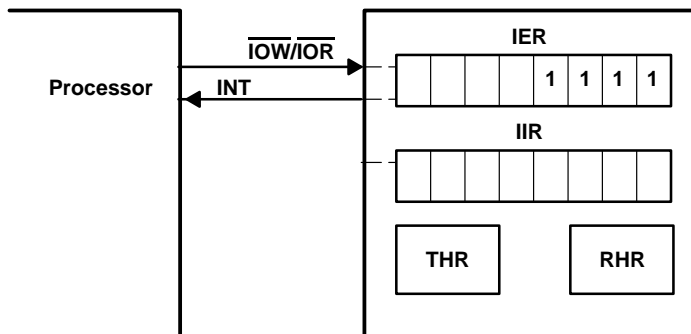 IOW/IOR
IER
Processor
INT
1 1 1 1
IIR
THR
RHR